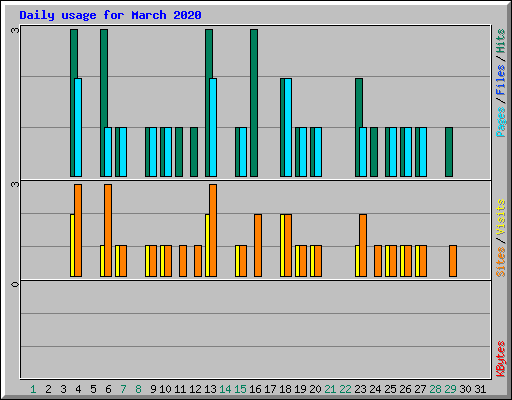 Daily usage for March 2020
3
Pages / Files / Hits
3
Sites / Visits
0
KBytes
1 2 3 4 5 6 7 8 9 10 11 12 13 14 15 16 17 18 19 20 21 22 23 24 25 26 27 28 29 30 31